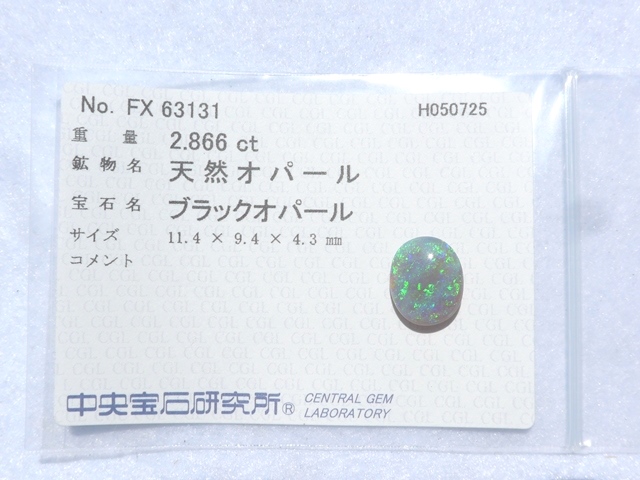 No. FX 63131 H050725
重量 2.866 ct
鉱物名 天然オパール
宝石名 ブラックオパール
サイズ 11.4 × 9.4 × 4.3 mm
コメント
中央宝石研究所® CENTRAL GEM LABORATORY